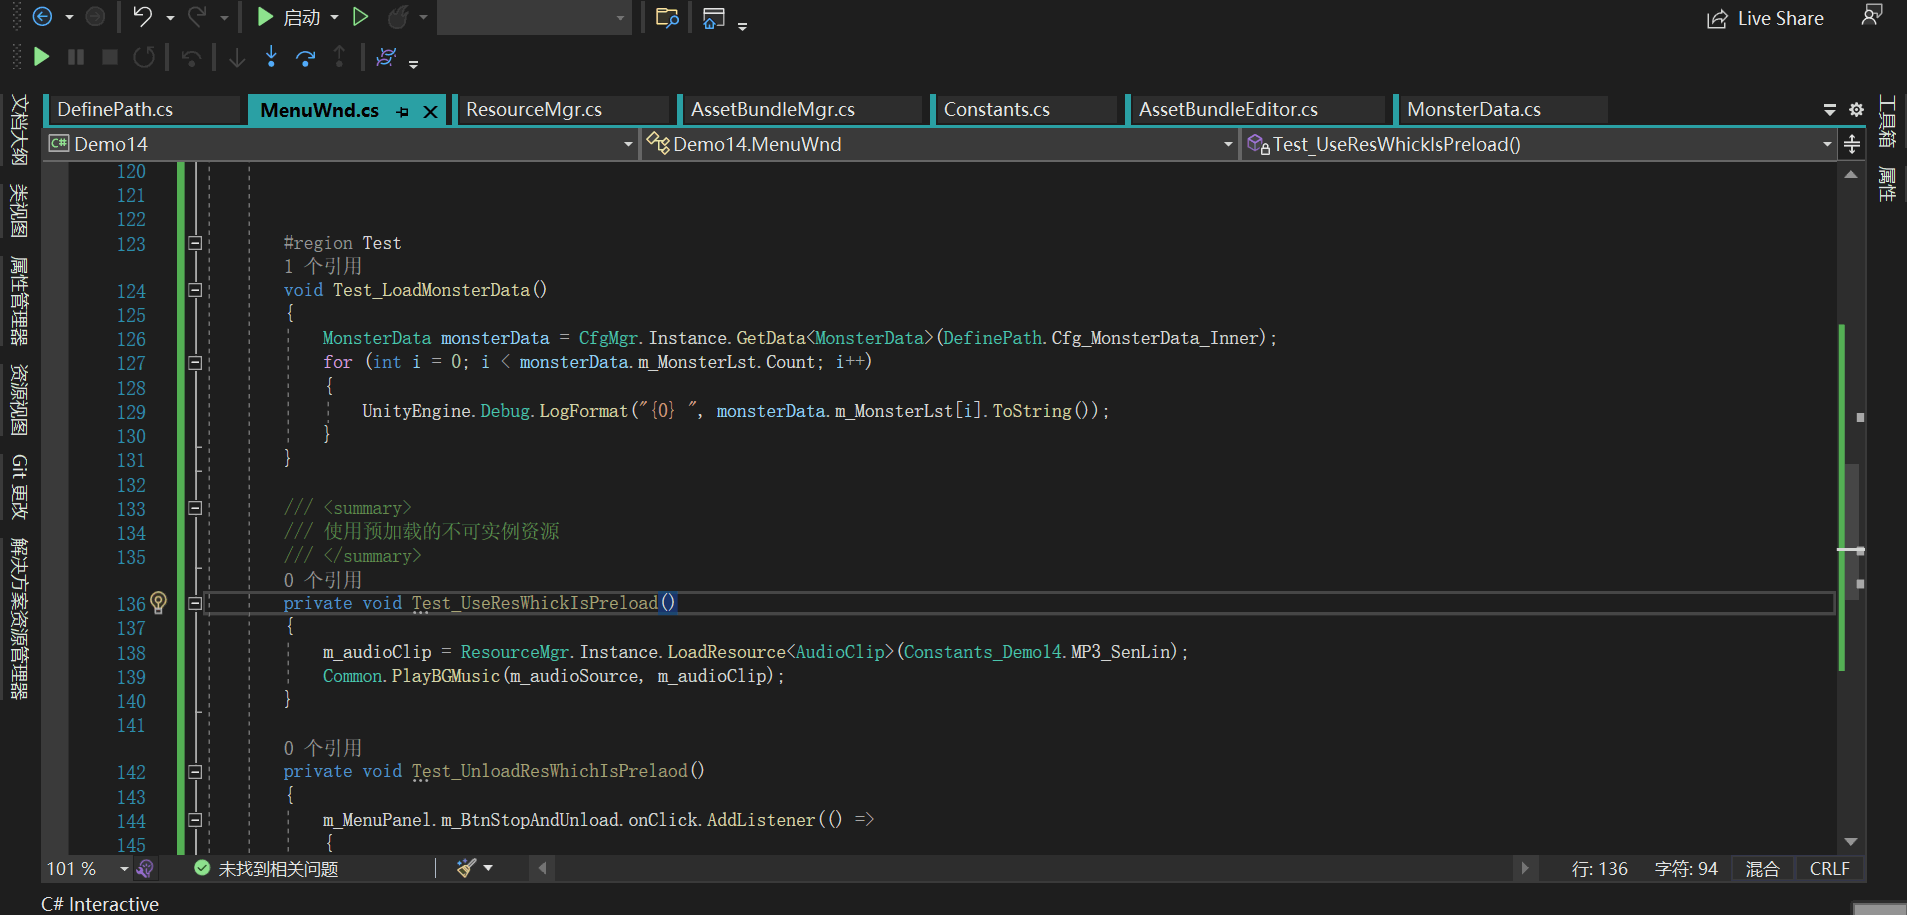 启动
Live Share
DefinePath.cs
MenuWnd.cs
ResourceMgr.cs
AssetBundleMgr.cs
Constants.cs
AssetBundleEditor.cs
MonsterData.cs
C# Demo14
Demo14.MenuWnd
Test_UseResWhickIsPreload()
文档大纲
类视图
属性管理器
资源视图
Git 更改
解决方案资源管理器
工具箱
属性
120
121
122
123 #region Test
1 个引用
124 void Test_LoadMonsterData()
125 {
126 MonsterData monsterData = CfgMgr.Instance.GetData<MonsterData>(DefinePath.Cfg_MonsterData_Inner);
127 for (int i = 0; i < monsterData.m_MonsterLst.Count; i++)
128 {
129 UnityEngine.Debug.LogFormat("{0} ", monsterData.m_MonsterLst[i].ToString());
130 }
131 }
132
133 /// <summary>
134 /// 使用预加载的不可实例资源
135 /// </summary>
0 个引用
136 private void Test_UseResWhickIsPreload()
137 {
138 m_audioClip = ResourceMgr.Instance.LoadResource<AudioClip>(Constants_Demo14.MP3_SenLin);
139 Common.PlayBGMusic(m_audioSource, m_audioClip);
140 }
141
0 个引用
142 private void Test_UnloadResWhichIsPrelaod()
143 {
144 m_MenuPanel.m_BtnStopAndUnload.onClick.AddListener(() =>
145 {
101 %
未找到相关问题
行: 136
字符: 94
混合
CRLF
C# Interactive